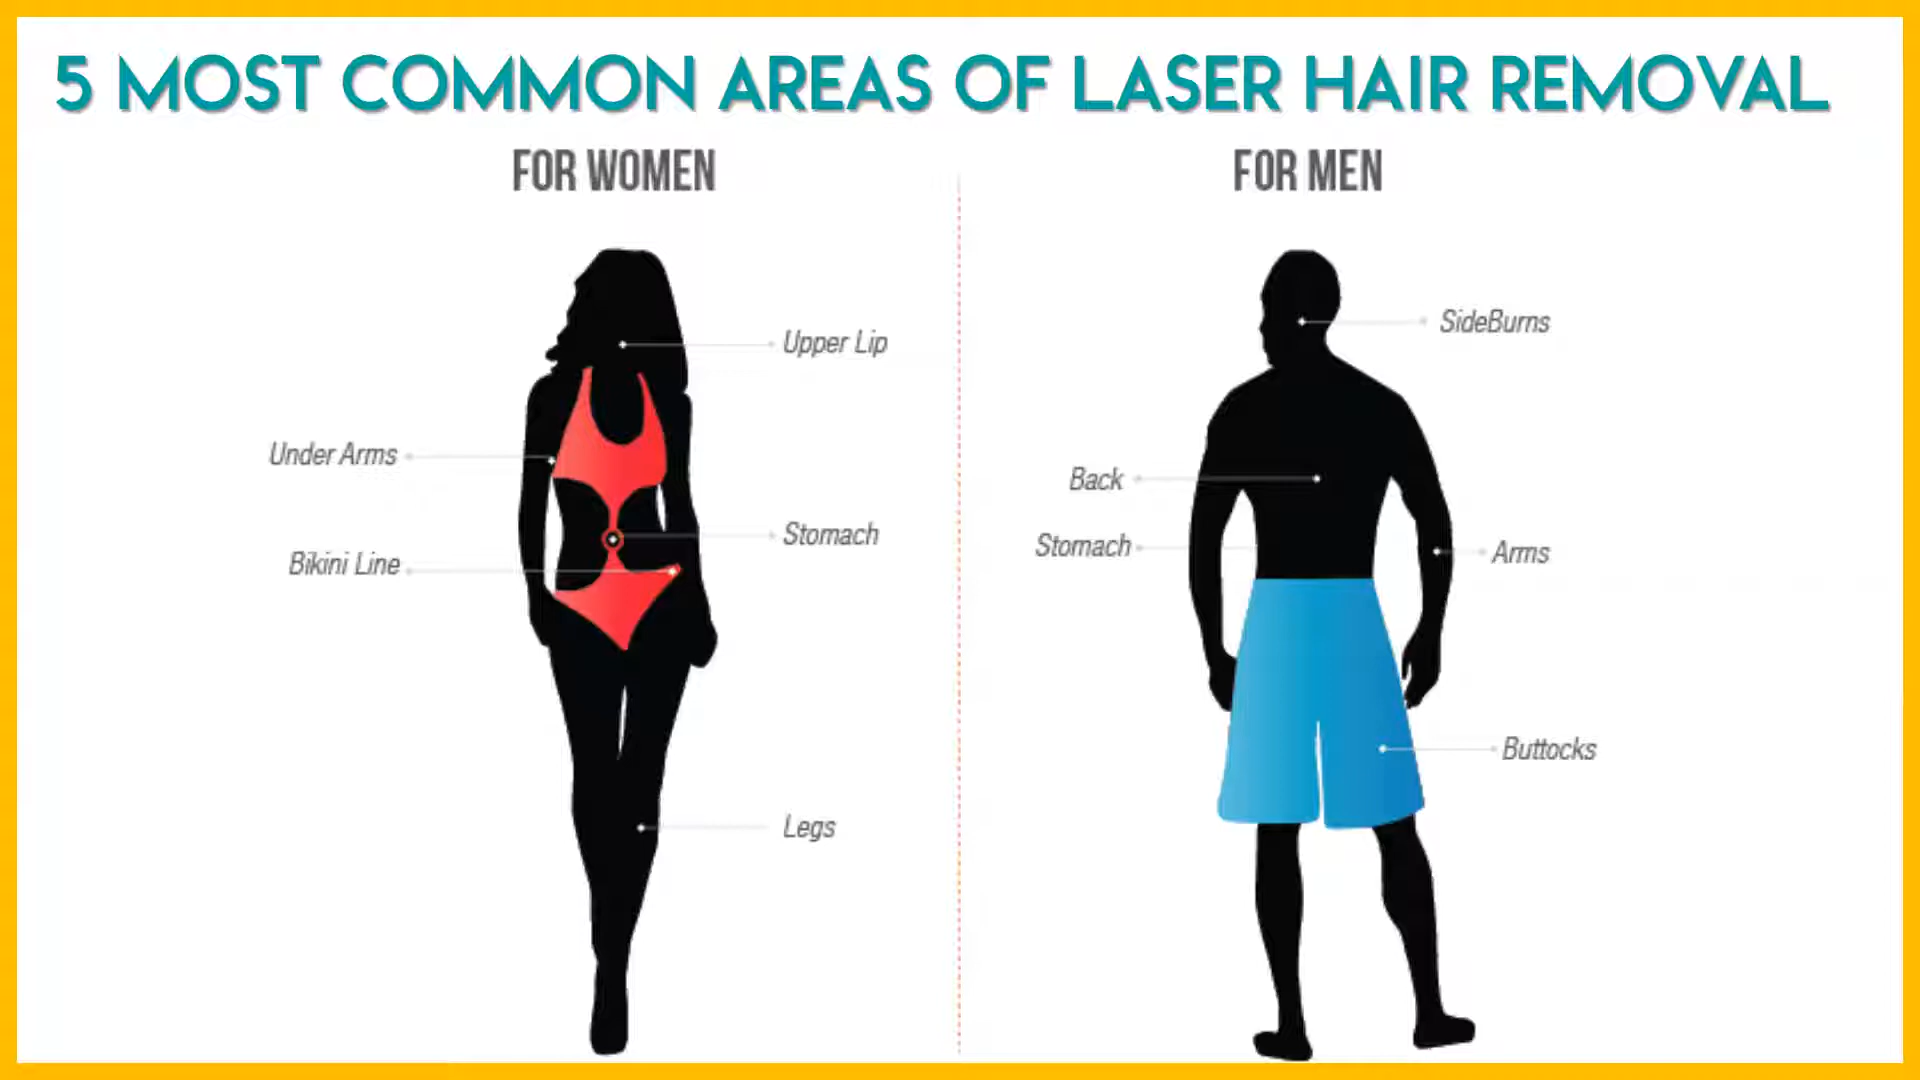 5 MOST COMMON AREAS OF LASER HAIR REMOVAL
FOR WOMEN
Upper Lip
Under Arms
Stomach
Bikini Line
Legs
FOR MEN
SideBurns
Back
Stomach
Arms
Buttocks